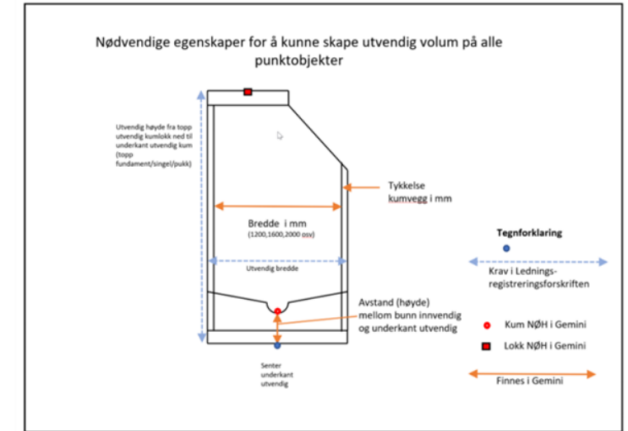 Nødvendige egenskaper for å kunne skape utvendig volum på alle
punktobjekter
Utvendig høyde fra topp
utvendig kumlokk ned til
underkant utvendig kum
(topp
fundament/singel/pukk)
Tykkelse
kumvegg i mm
Bredde i mm
(1200,1600,2000 osv)
Utvendig bredde
Avstand (høyde)
mellom bunn innvendig
og underkant utvendig
Senter
underkant
utvendig
Tegnforklaring
Krav i Lednings-
registreringsforskriften
Kum NØH i Gemini
Lokk NØH i Gemini
Finnes i Gemini